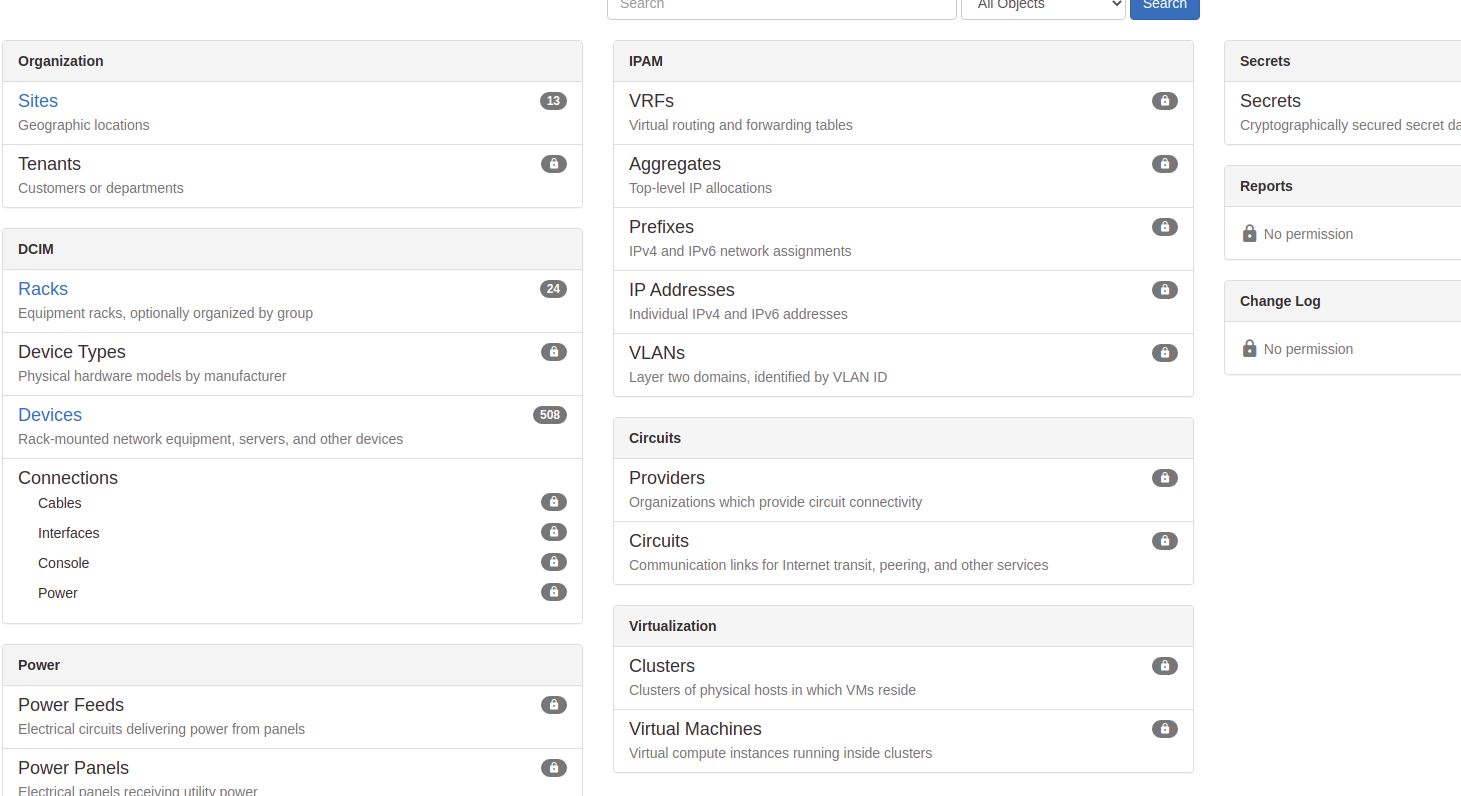 Search
All Objects
Search
Organization
Sites
13
Geographic locations
Tenants
Customers or departments
DCIM
Racks
24
Equipment racks, optionally organized by group
Device Types
Physical hardware models by manufacturer
Devices
508
Rack-mounted network equipment, servers, and other devices
Connections
Cables
Interfaces
Console
Power
Power
Power Feeds
Electrical circuits delivering power from panels
Power Panels
Electrical panels receiving utility power
IPAM
VRFs
Virtual routing and forwarding tables
Aggregates
Top-level IP allocations
Prefixes
IPv4 and IPv6 network assignments
IP Addresses
Individual IPv4 and IPv6 addresses
VLANs
Layer two domains, identified by VLAN ID
Circuits
Providers
Organizations which provide circuit connectivity
Circuits
Communication links for Internet transit, peering, and other services
Virtualization
Clusters
Clusters of physical hosts in which VMs reside
Virtual Machines
Virtual compute instances running inside clusters
Secrets
Secrets
Cryptographically secured secret da
Reports
No permission
Change Log
No permission